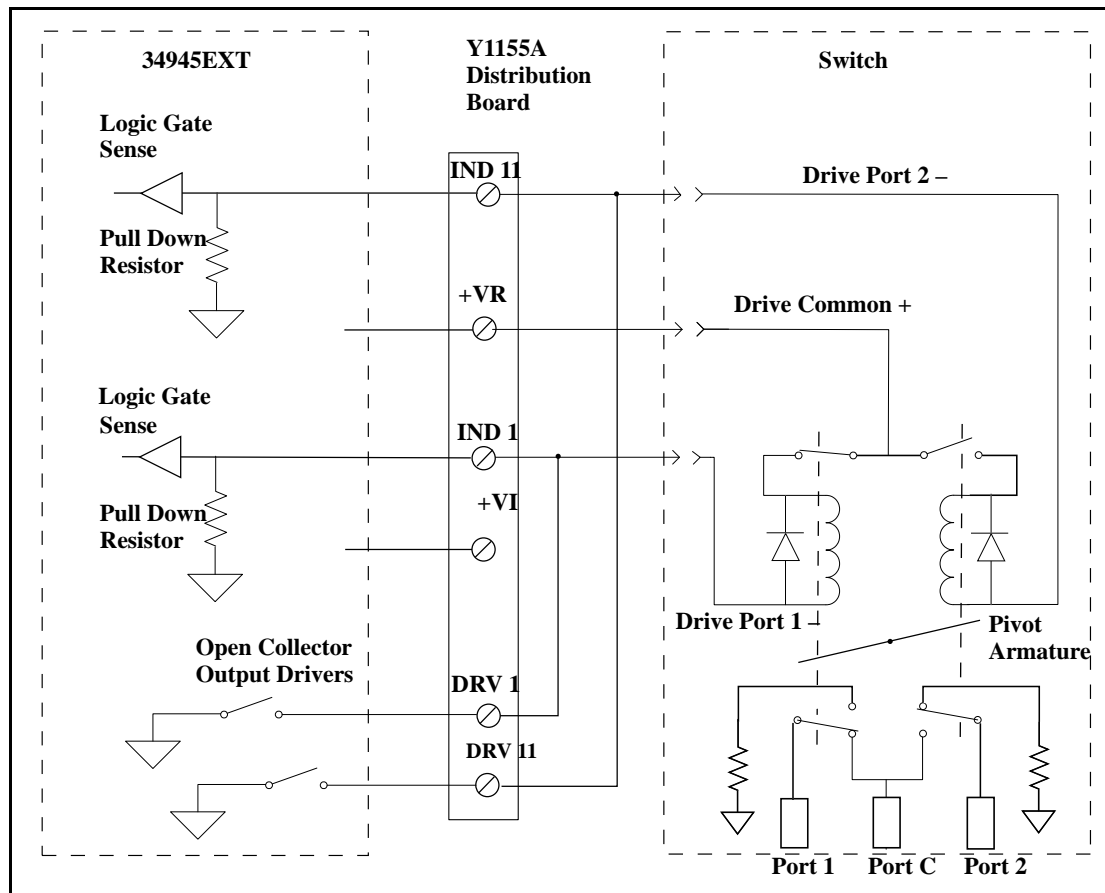 34945EXT
Y1155A
Distribution
Board
Switch
Logic Gate
Sense
IND 11
Drive Port 2 –
Pull Down
Resistor
+VR
Drive Common +
Logic Gate
Sense
IND 1
+VI
Pull Down
Resistor
Drive Port 1 –
Pivot
Armature
Open Collector
Output Drivers
DRV 1
DRV 11
Port 1
Port C
Port 2